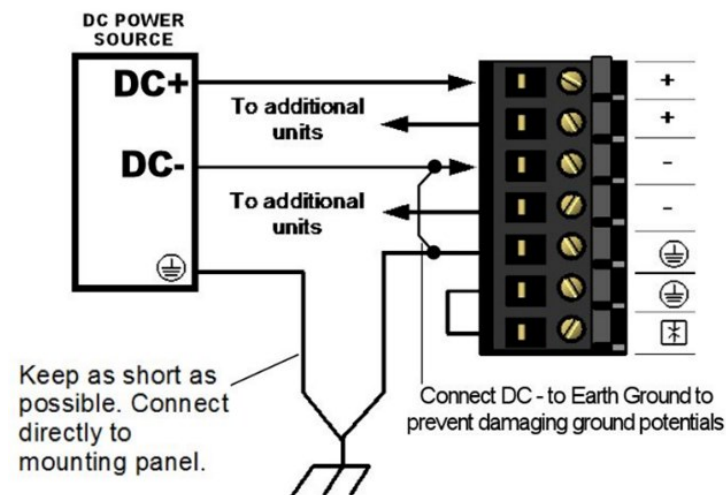 DC POWER
SOURCE
DC+
To additional
units
DC-
To additional
units
+
+
-
-
Keep as short as
possible. Connect
directly to
mounting panel.
Connect DC - to Earth Ground to
prevent damaging ground potentials